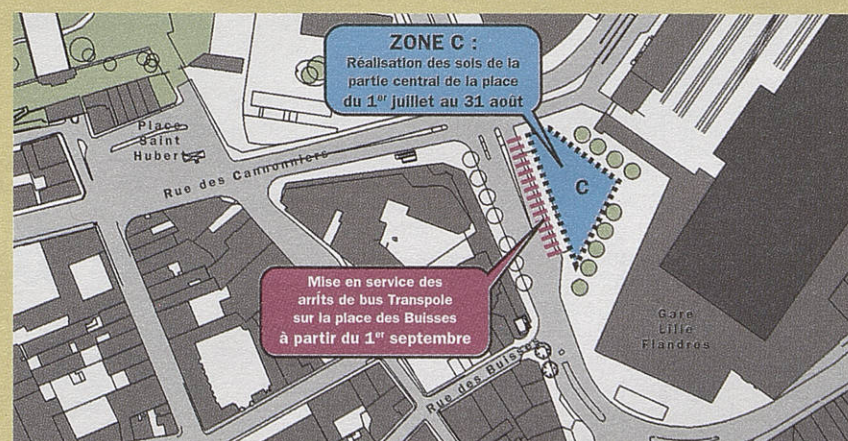 ZONE C :
Réalisation des sols de la
partie central de la place
du 1er juillet au 31 août
Place
Saint
Hubert
Rue des Cannonniers
C
Mise en service des
arrîts de bus Transpole
sur la place des Buisses
à partir du 1er septembre
Gare
Lille
Flandres
Rue des Buisses